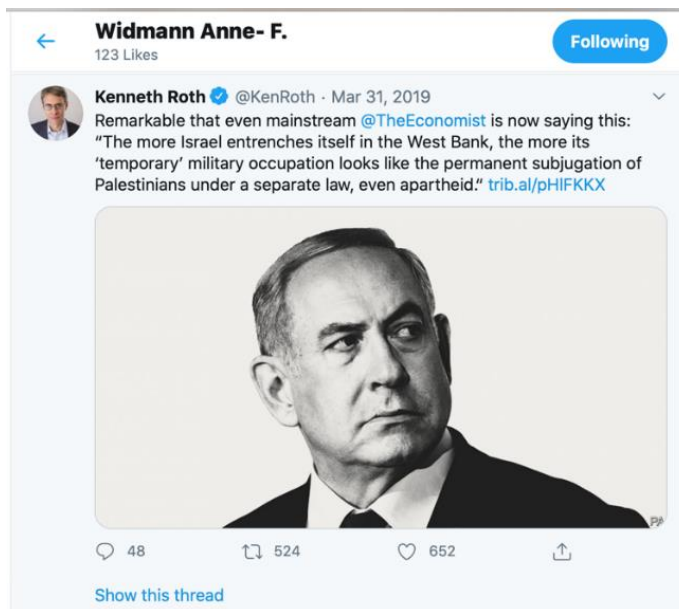 Widmann Anne- F.
123 Likes
Following
Kenneth Roth @KenRoth · Mar 31, 2019
Remarkable that even mainstream @TheEconomist is now saying this:
“The more Israel entrenches itself in the West Bank, the more its
‘temporary’ military occupation looks like the permanent subjugation of
Palestinians under a separate law, even apartheid.“ trib.al/pHIFKKX
PA
48 524 652
Show this thread